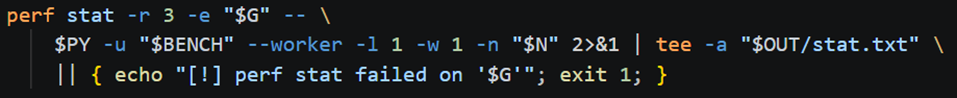 perf stat -r 3 -e "$G" -- \
$PY -u "$BENCH" --worker -l 1 -w 1 -n "$N" 2>&1 | tee -a "$OUT/stat.txt" \
|| { echo "[!] perf stat failed on '$G'"; exit 1; }